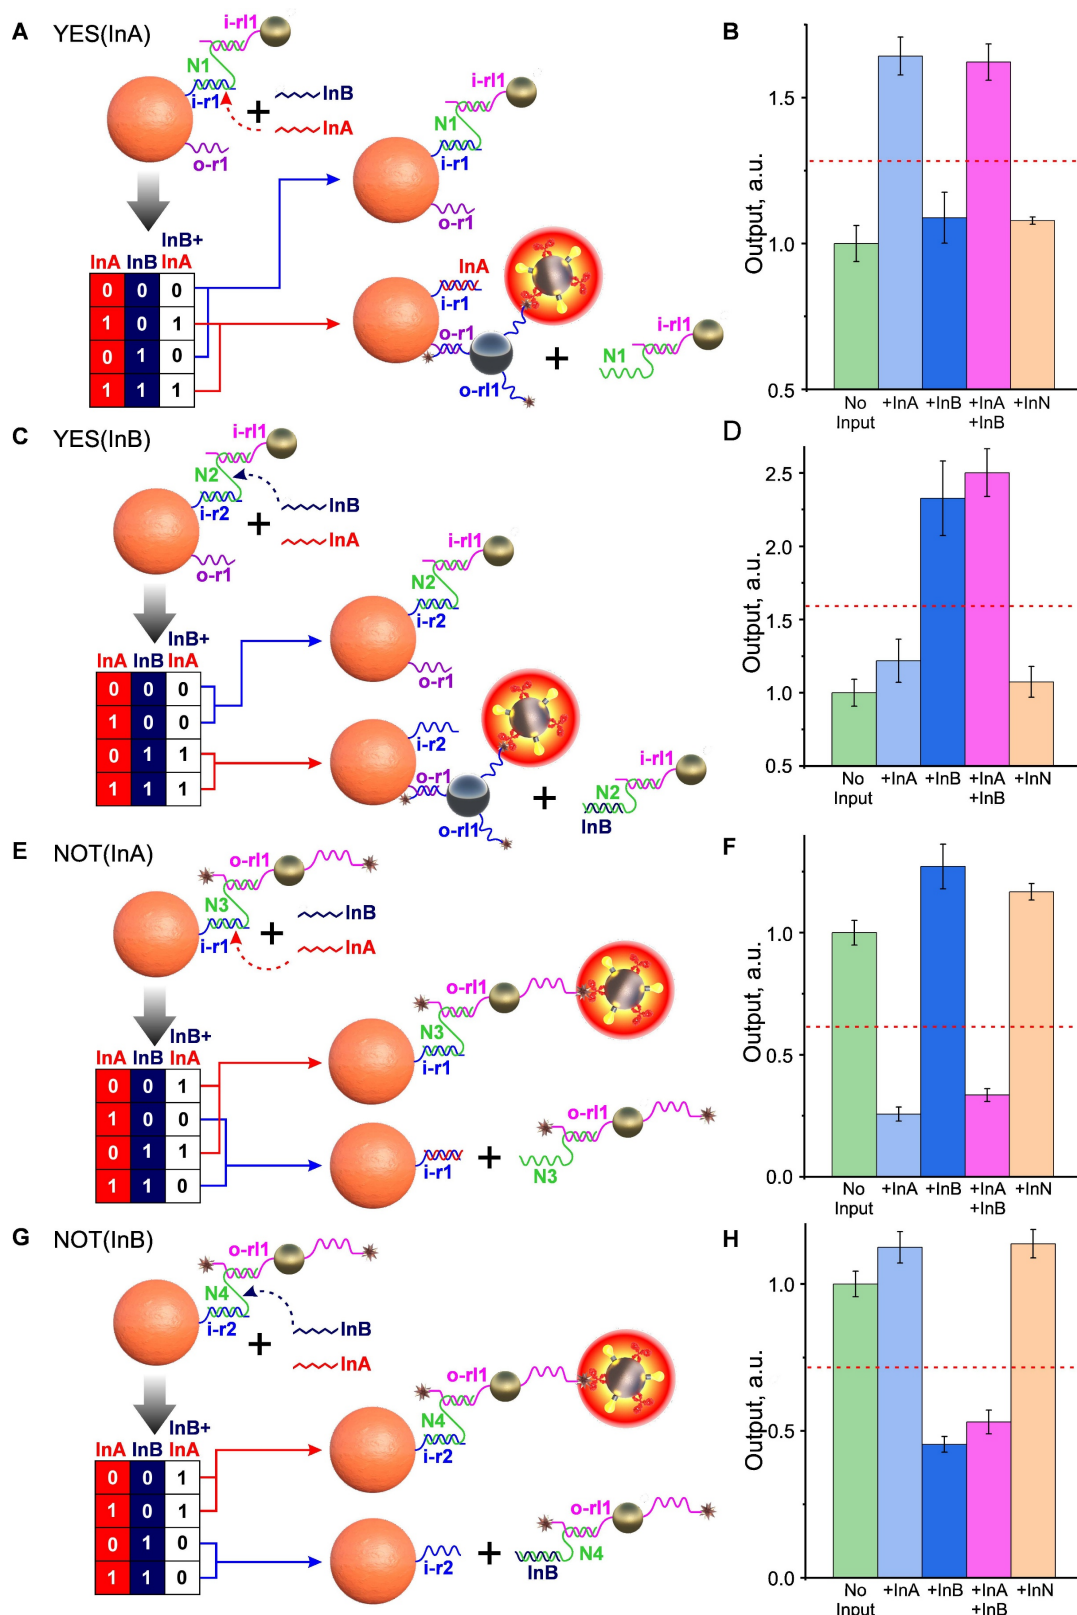 A YES(InA)
i-rl1
N1
i-r1
InB
InA
o-r1
i-rl1
N1
i-r1
o-r1
InB+
InA InB InA
0 0 0
1 0 1
0 1 0
1 1 1
InA
i-r1
o-r1
o-rl1
i-rl1
N1
B
Output, a.u.
1.5
1.0
0.5
No Input
+InA
+InB
+InA +InB
+InN
C YES(InB)
i-rl1
N2
i-r2
InB
InA
o-r1
i-rl1
N2
i-r2
o-r1
InB+
InA InB InA
0 0 0
1 0 0
0 1 1
1 1 1
i-r2
o-r1
o-rl1
i-rl1
N2
InB
D
Output, a.u.
2.5
2.0
1.5
1.0
0.5
No Input
+InA
+InB
+InA +InB
+InN
E NOT(InA)
o-rl1
N3
i-r1
InB
InA
o-rl1
N3
i-r1
InB+
InA InB InA
0 0 1
1 0 0
0 1 1
1 1 0
i-r1
o-rl1
N3
F
Output, a.u.
1.0
0.5
0.0
No Input
+InA
+InB
+InA +InB
+InN
G NOT(InB)
o-rl1
N4
i-r2
InB
InA
o-rl1
N4
i-r2
InB+
InA InB InA
0 0 1
1 0 1
0 1 0
1 1 0
i-r2
o-rl1
N4
InB
H
Output, a.u.
1.0
0.5
0.0
No Input
+InA
+InB
+InA +InB
+InN